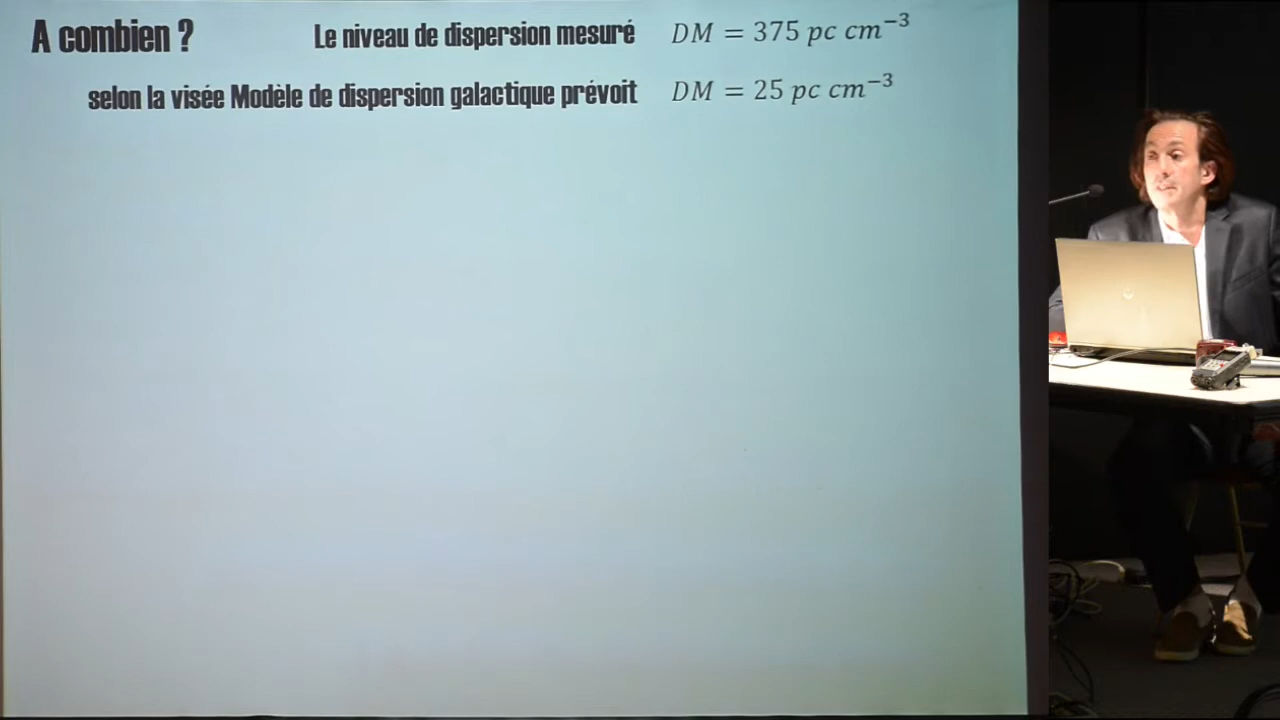 A combien ? Le niveau de dispersion mesuré DM = 375 pc cm⁻³
selon la visée Modèle de dispersion galactique prévoit DM = 25 pc cm⁻³